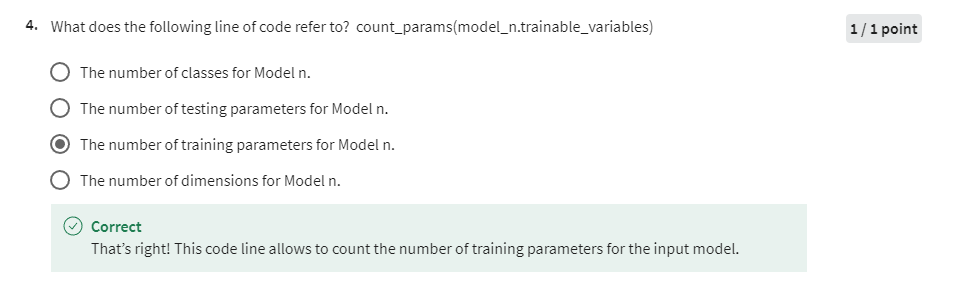 4. What does the following line of code refer to? count_params(model_n.trainable_variables)
1 / 1 point
The number of classes for Model n.
The number of testing parameters for Model n.
The number of training parameters for Model n.
The number of dimensions for Model n.
Correct
That's right! This code line allows to count the number of training parameters for the input model.